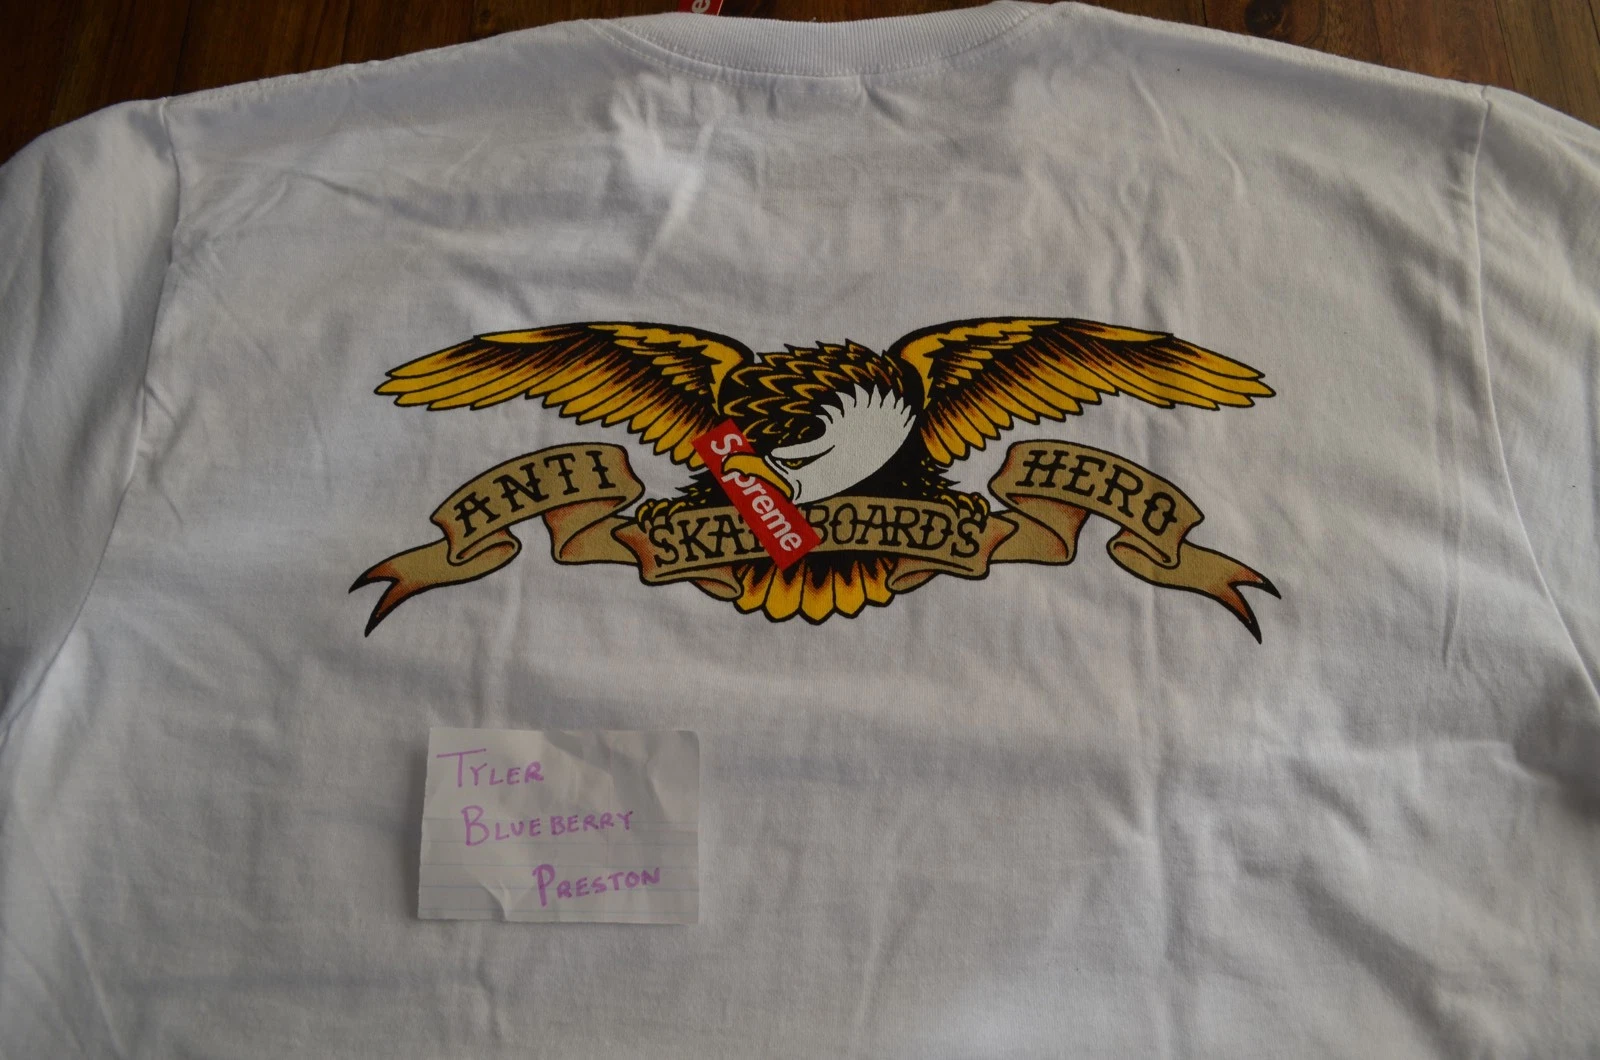 e
ANTI
HERO
Supreme
SKATEBOARDS
TYLER
BLUEBERRY
PRESTON